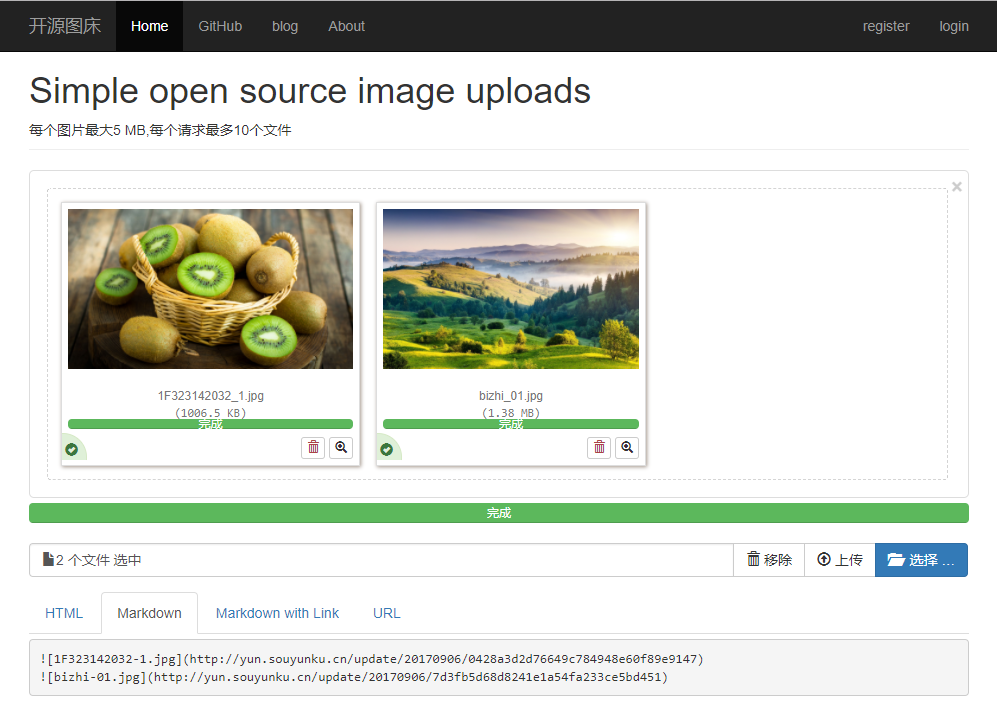 开源图床 Home GitHub blog About register login
Simple open source image uploads
每个图片最大5 MB,每个请求最多10个文件
×
1F323142032_1.jpg
(1006.5 KB)
完成
bizhi_01.jpg
(1.38 MB)
完成
完成
2 个文件 选中 移除 上传 选择 ...
HTML Markdown Markdown with Link URL
![1F323142032-1.jpg](http://yun.souyunku.cn/update/20170906/0428a3d2d76649c784948e60f89e9147)
![bizhi-01.jpg](http://yun.souyunku.cn/update/20170906/7d3fb5d68d8241e1a54fa233ce5bd451)